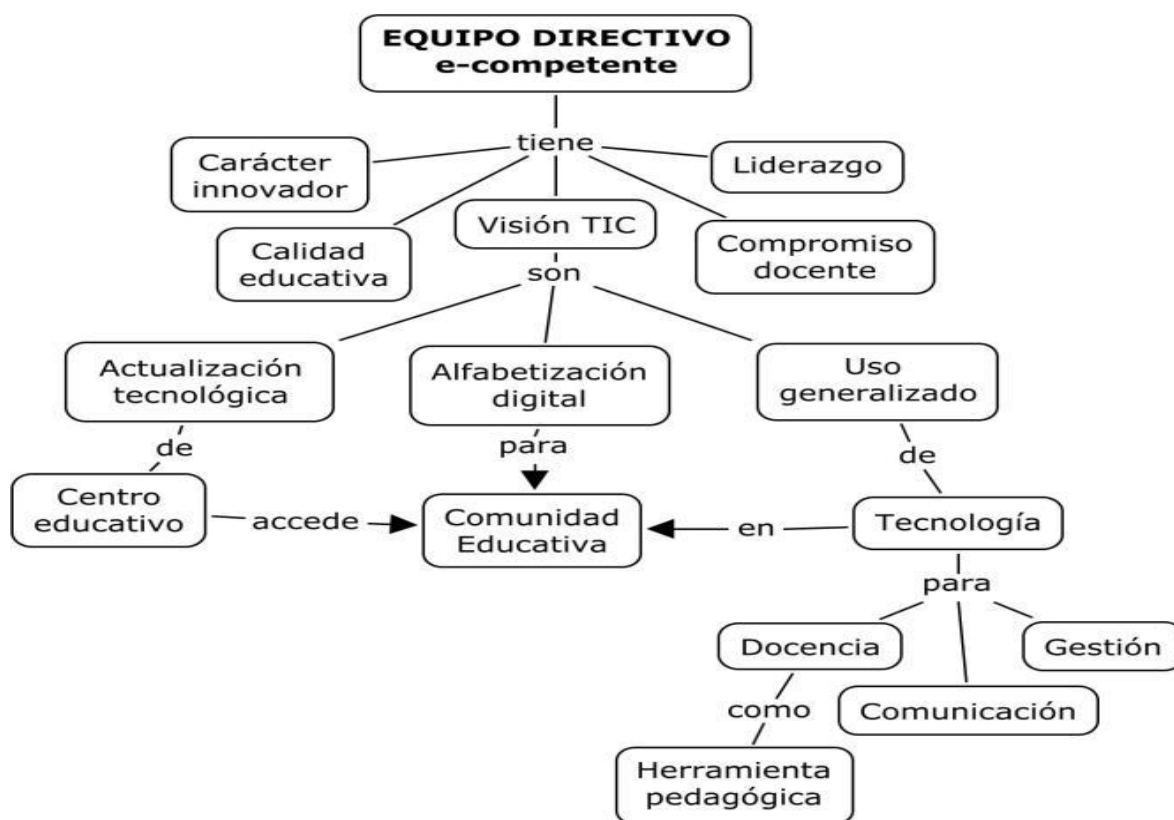 EQUIPO DIRECTIVO
e-competente
tiene
Carácter
innovador
Liderazgo
Calidad
educativa
Visión TIC
Compromiso
docente
son
Actualización
tecnológica
Alfabetización
digital
Uso
generalizado
de
para
de
Centro
educativo
accede
Comunidad
Educativa
en
Tecnología
para
Docencia
Gestión
como
Comunicación
Herramienta
pedagógica